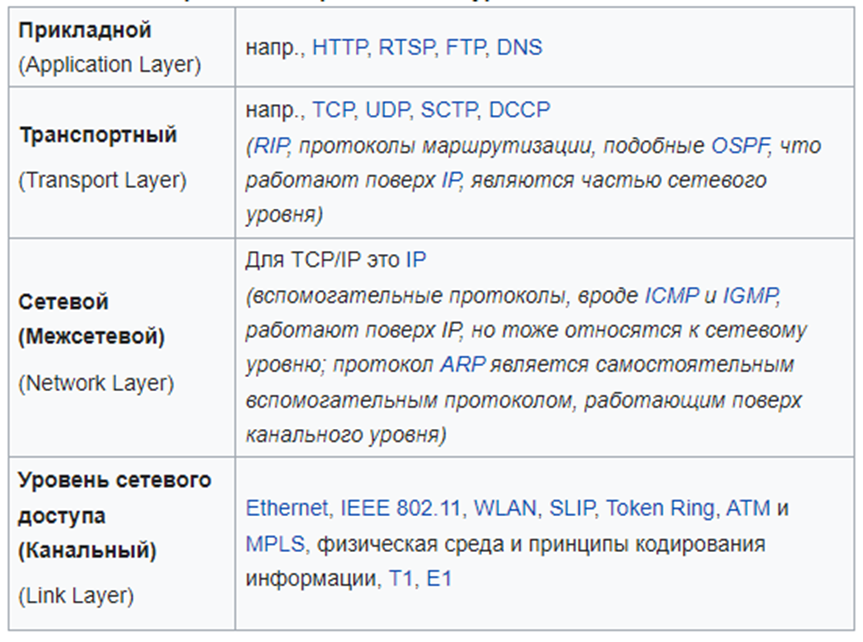 Прикладной
(Application Layer)
напр., HTTP, RTSP, FTP, DNS
Транспортный
(Transport Layer)
напр., TCP, UDP, SCTP, DCCP
(RIP, протоколы маршрутизации, подобные OSPF, что
работают поверх IP, являются частью сетевого
уровня)
Сетевой
(Межсетевой)
(Network Layer)
Для TCP/IP это IP
(вспомогательные протоколы, вроде ICMP и IGMP,
работают поверх IP, но тоже относятся к сетевому
уровню; протокол ARP является самостоятельным
вспомогательным протоколом, работающим поверх
канального уровня)
Уровень сетевого
доступа
(Канальный)
(Link Layer)
Ethernet, IEEE 802.11, WLAN, SLIP, Token Ring, ATM и
MPLS, физическая среда и принципы кодирования
информации, T1, E1